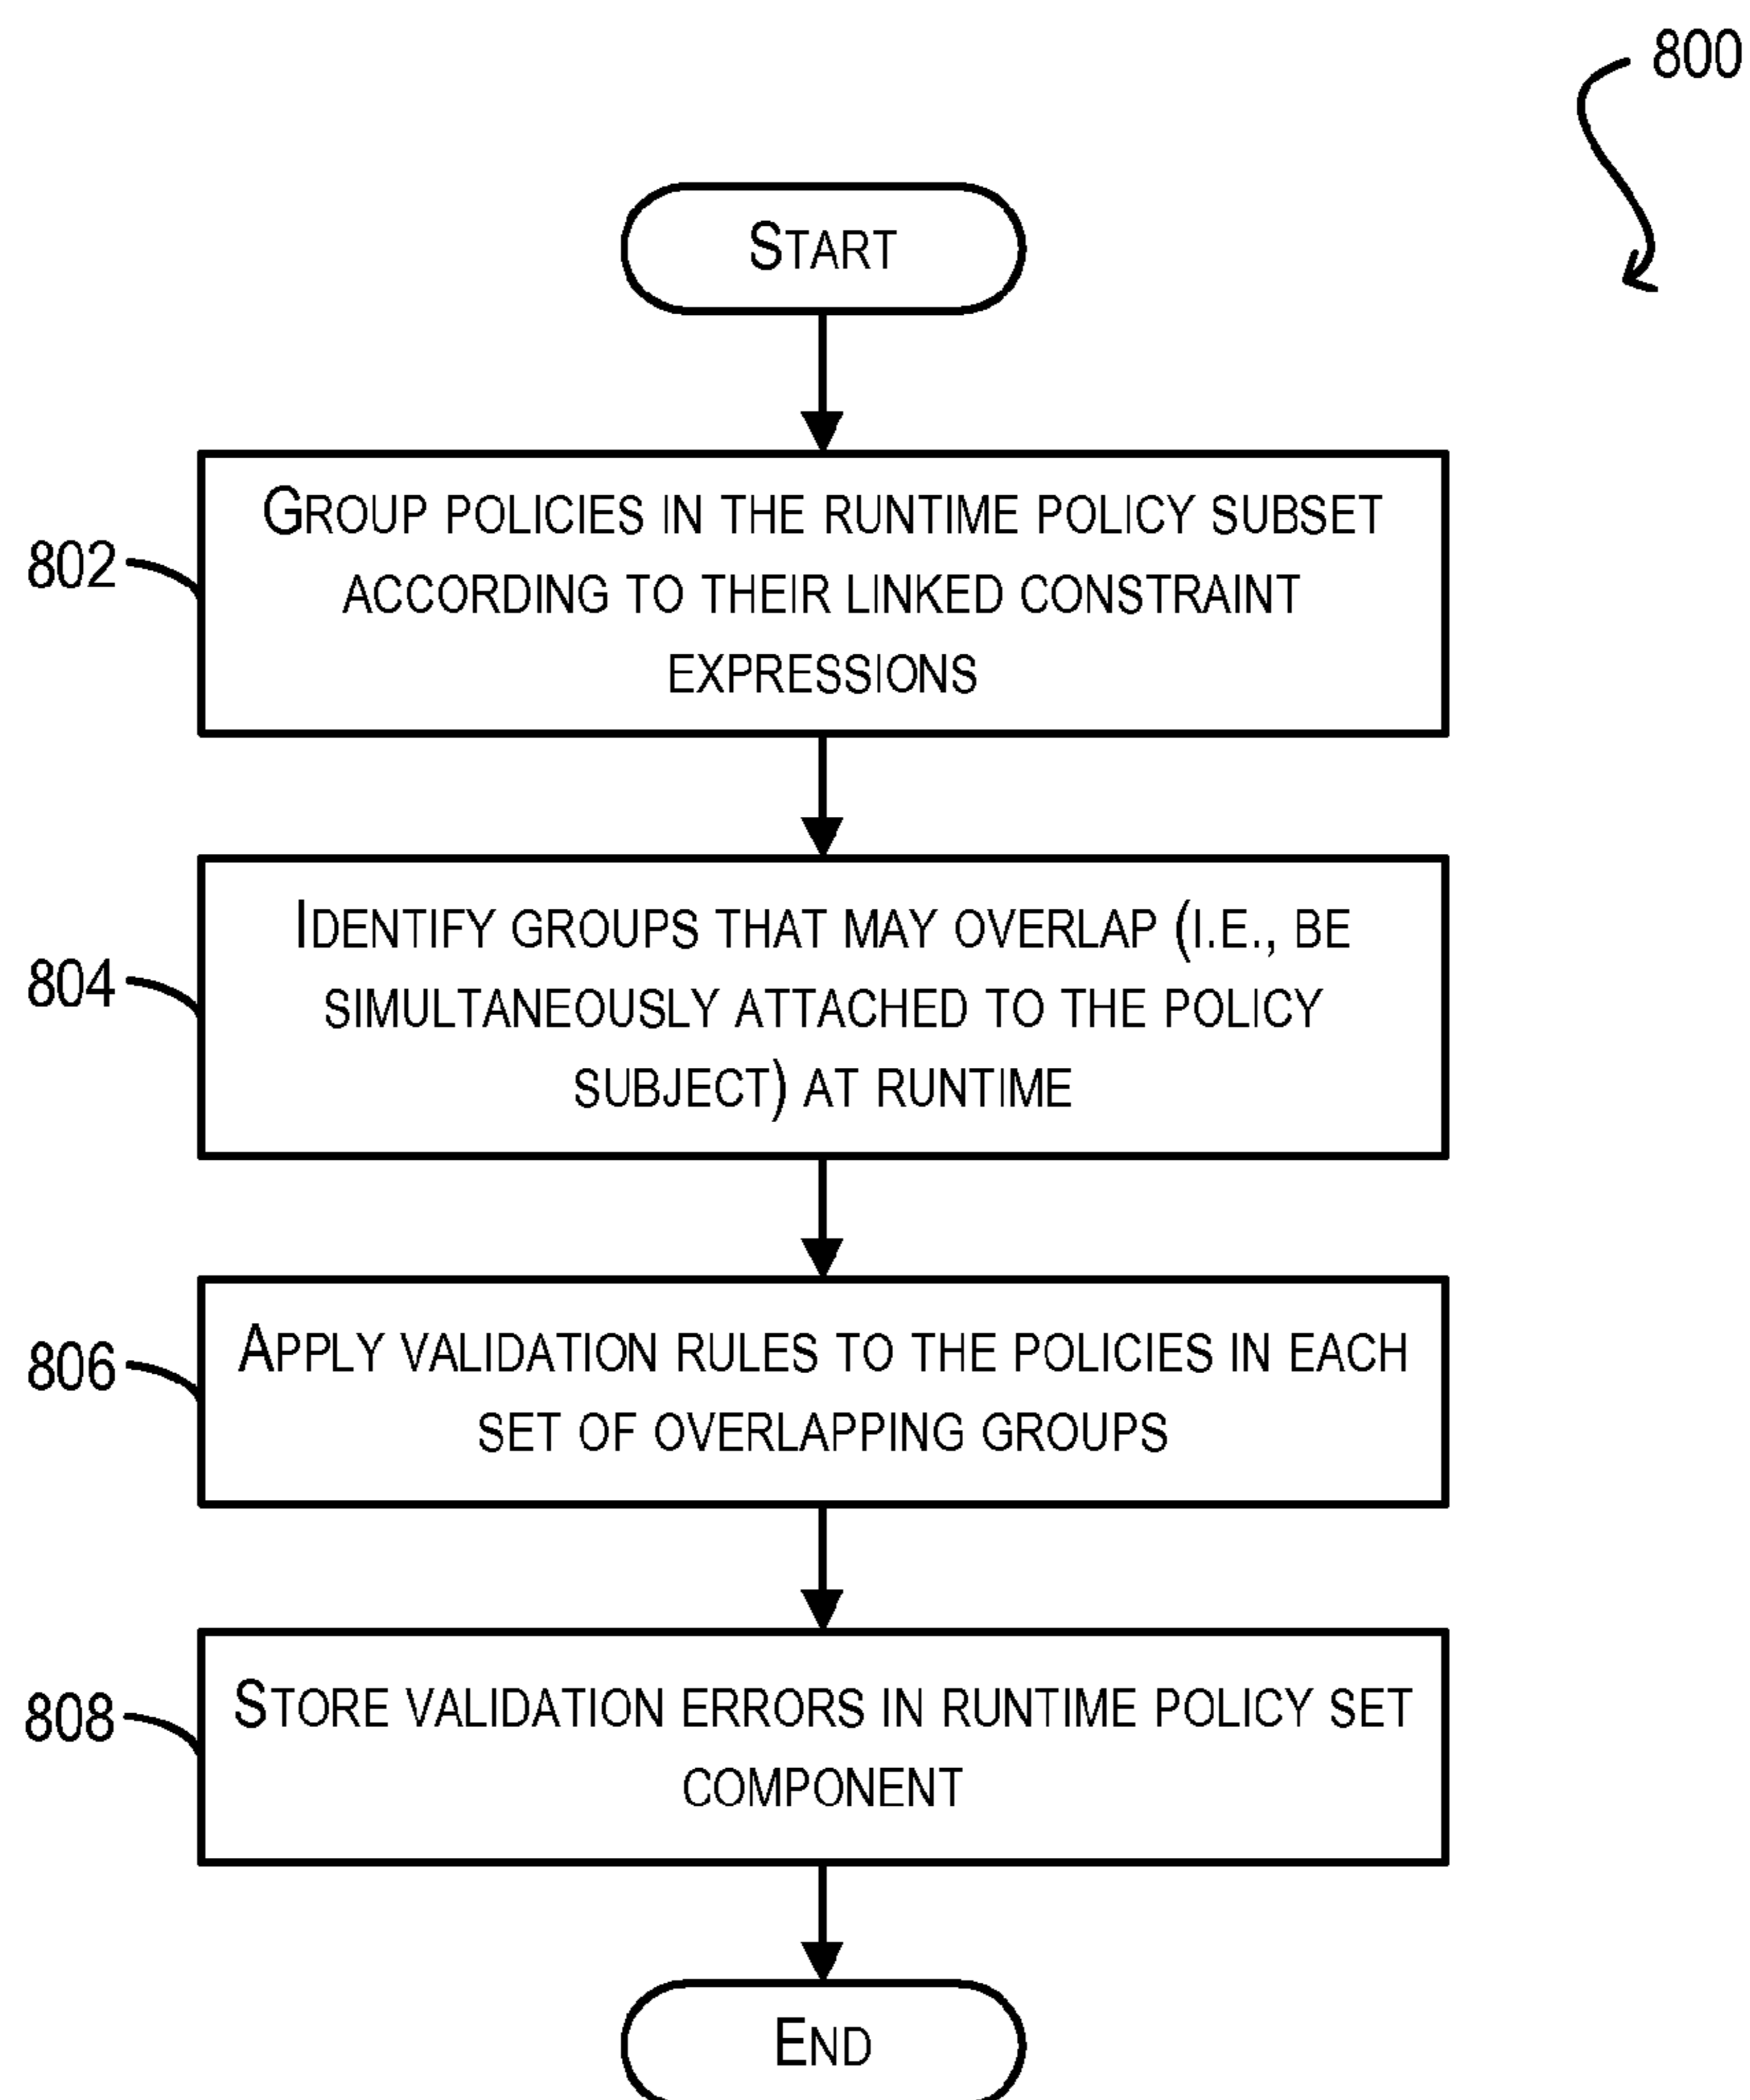 800
START
GROUP POLICIES IN THE RUNTIME POLICY SUBSET
ACCORDING TO THEIR LINKED CONSTRAINT
EXPRESSIONS
802
IDENTIFY GROUPS THAT MAY OVERLAP (I.E., BE
SIMULTANEOUSLY ATTACHED TO THE POLICY
SUBJECT) AT RUNTIME
804
APPLY VALIDATION RULES TO THE POLICIES IN EACH
SET OF OVERLAPPING GROUPS
806
STORE VALIDATION ERRORS IN RUNTIME POLICY SET
COMPONENT
808
END